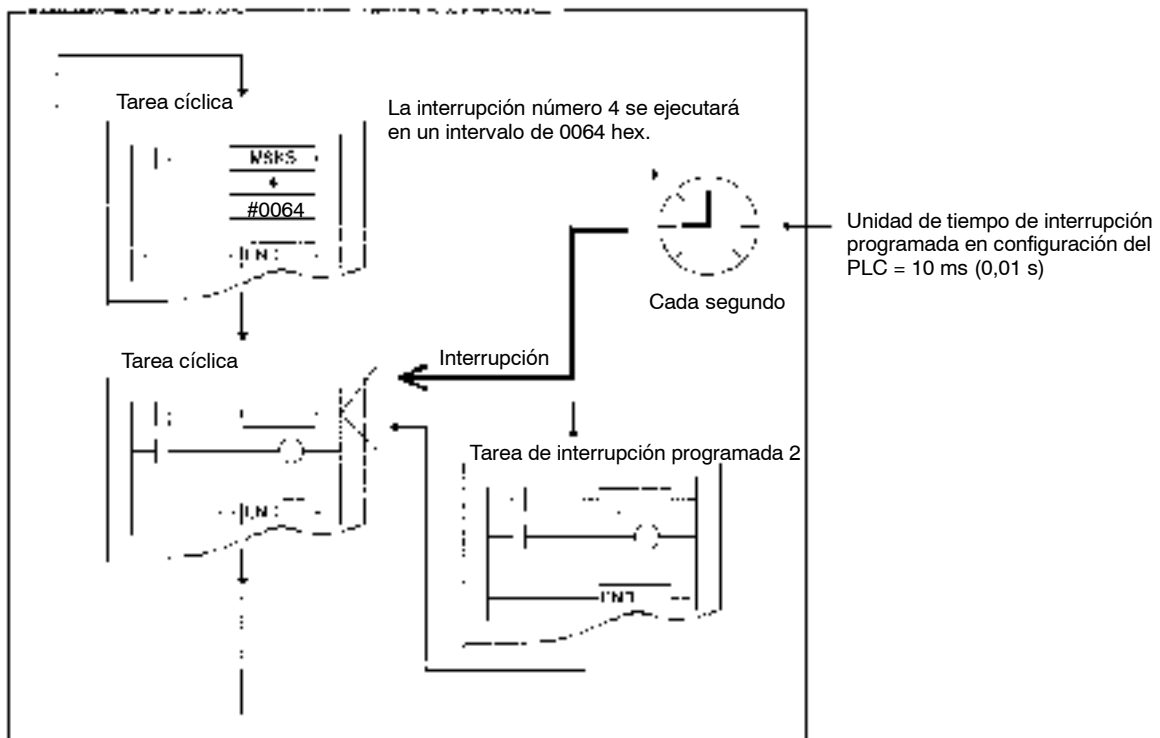 Tarea cíclica
La interrupción número 4 se ejecutará
en un intervalo de 0064 hex.
MSKS
4
#0064
Unidad de tiempo de interrupción
programada en configuración del
PLC = 10 ms (0,01 s)
Cada segundo
Tarea cíclica
Interrupción
Tarea de interrupción programada 2